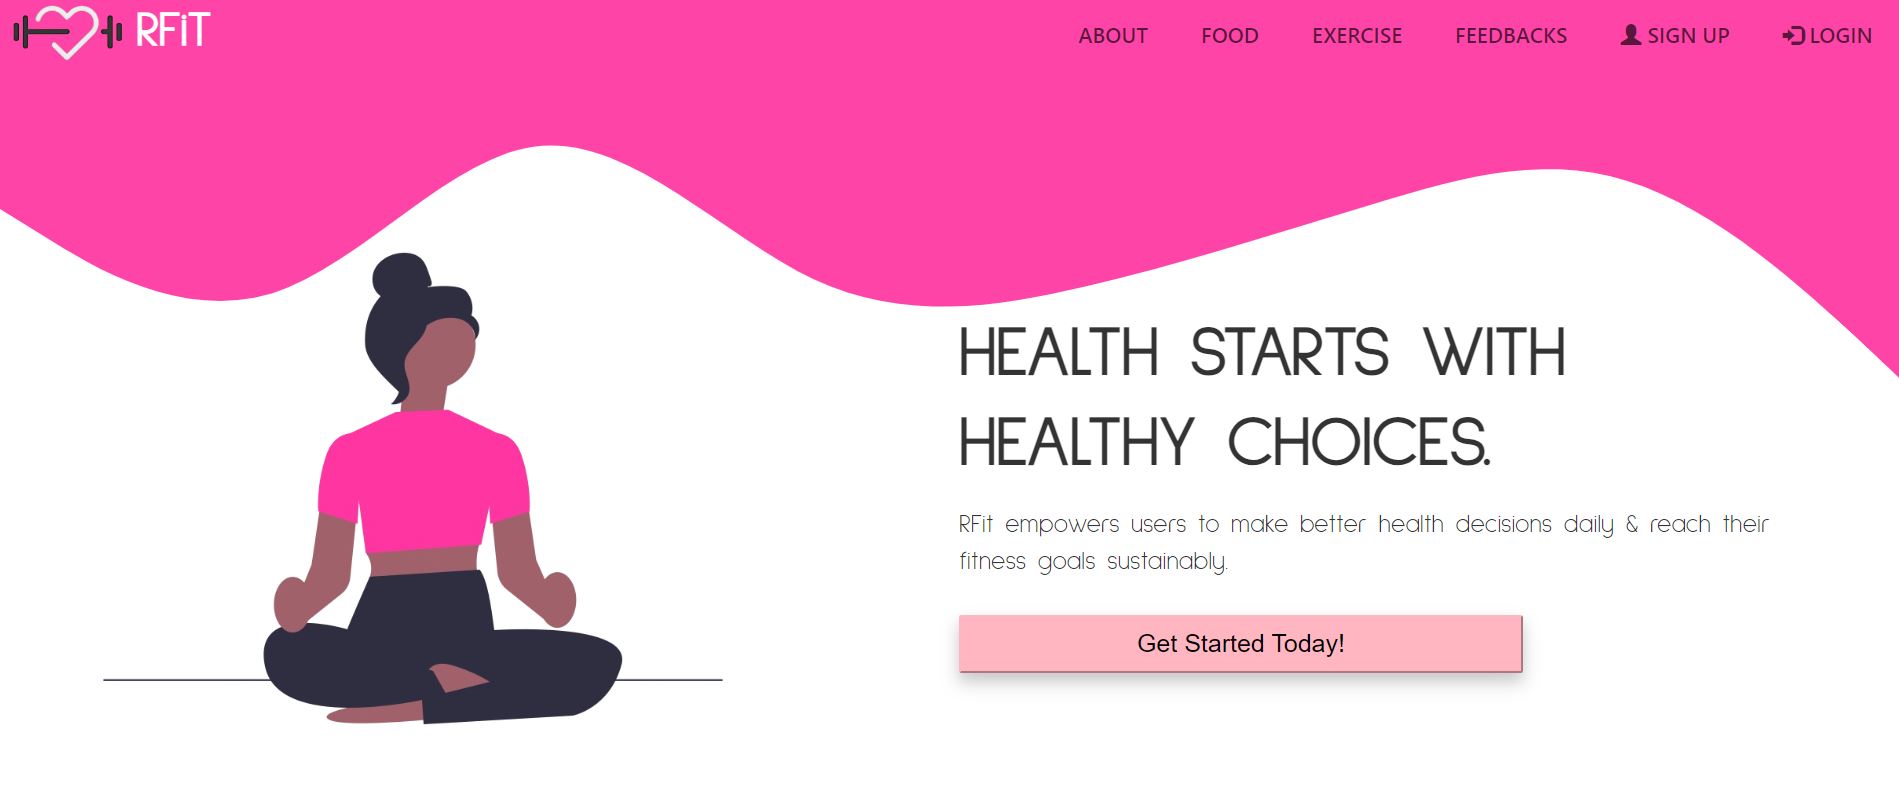 RFiT
ABOUT FOOD EXERCISE FEEDBACKS SIGN UP LOGIN
HEALTH STARTS WITH
HEALTHY CHOICES.
RFit empowers users to make better health decisions daily & reach their
fitness goals sustainably.
Get Started Today!